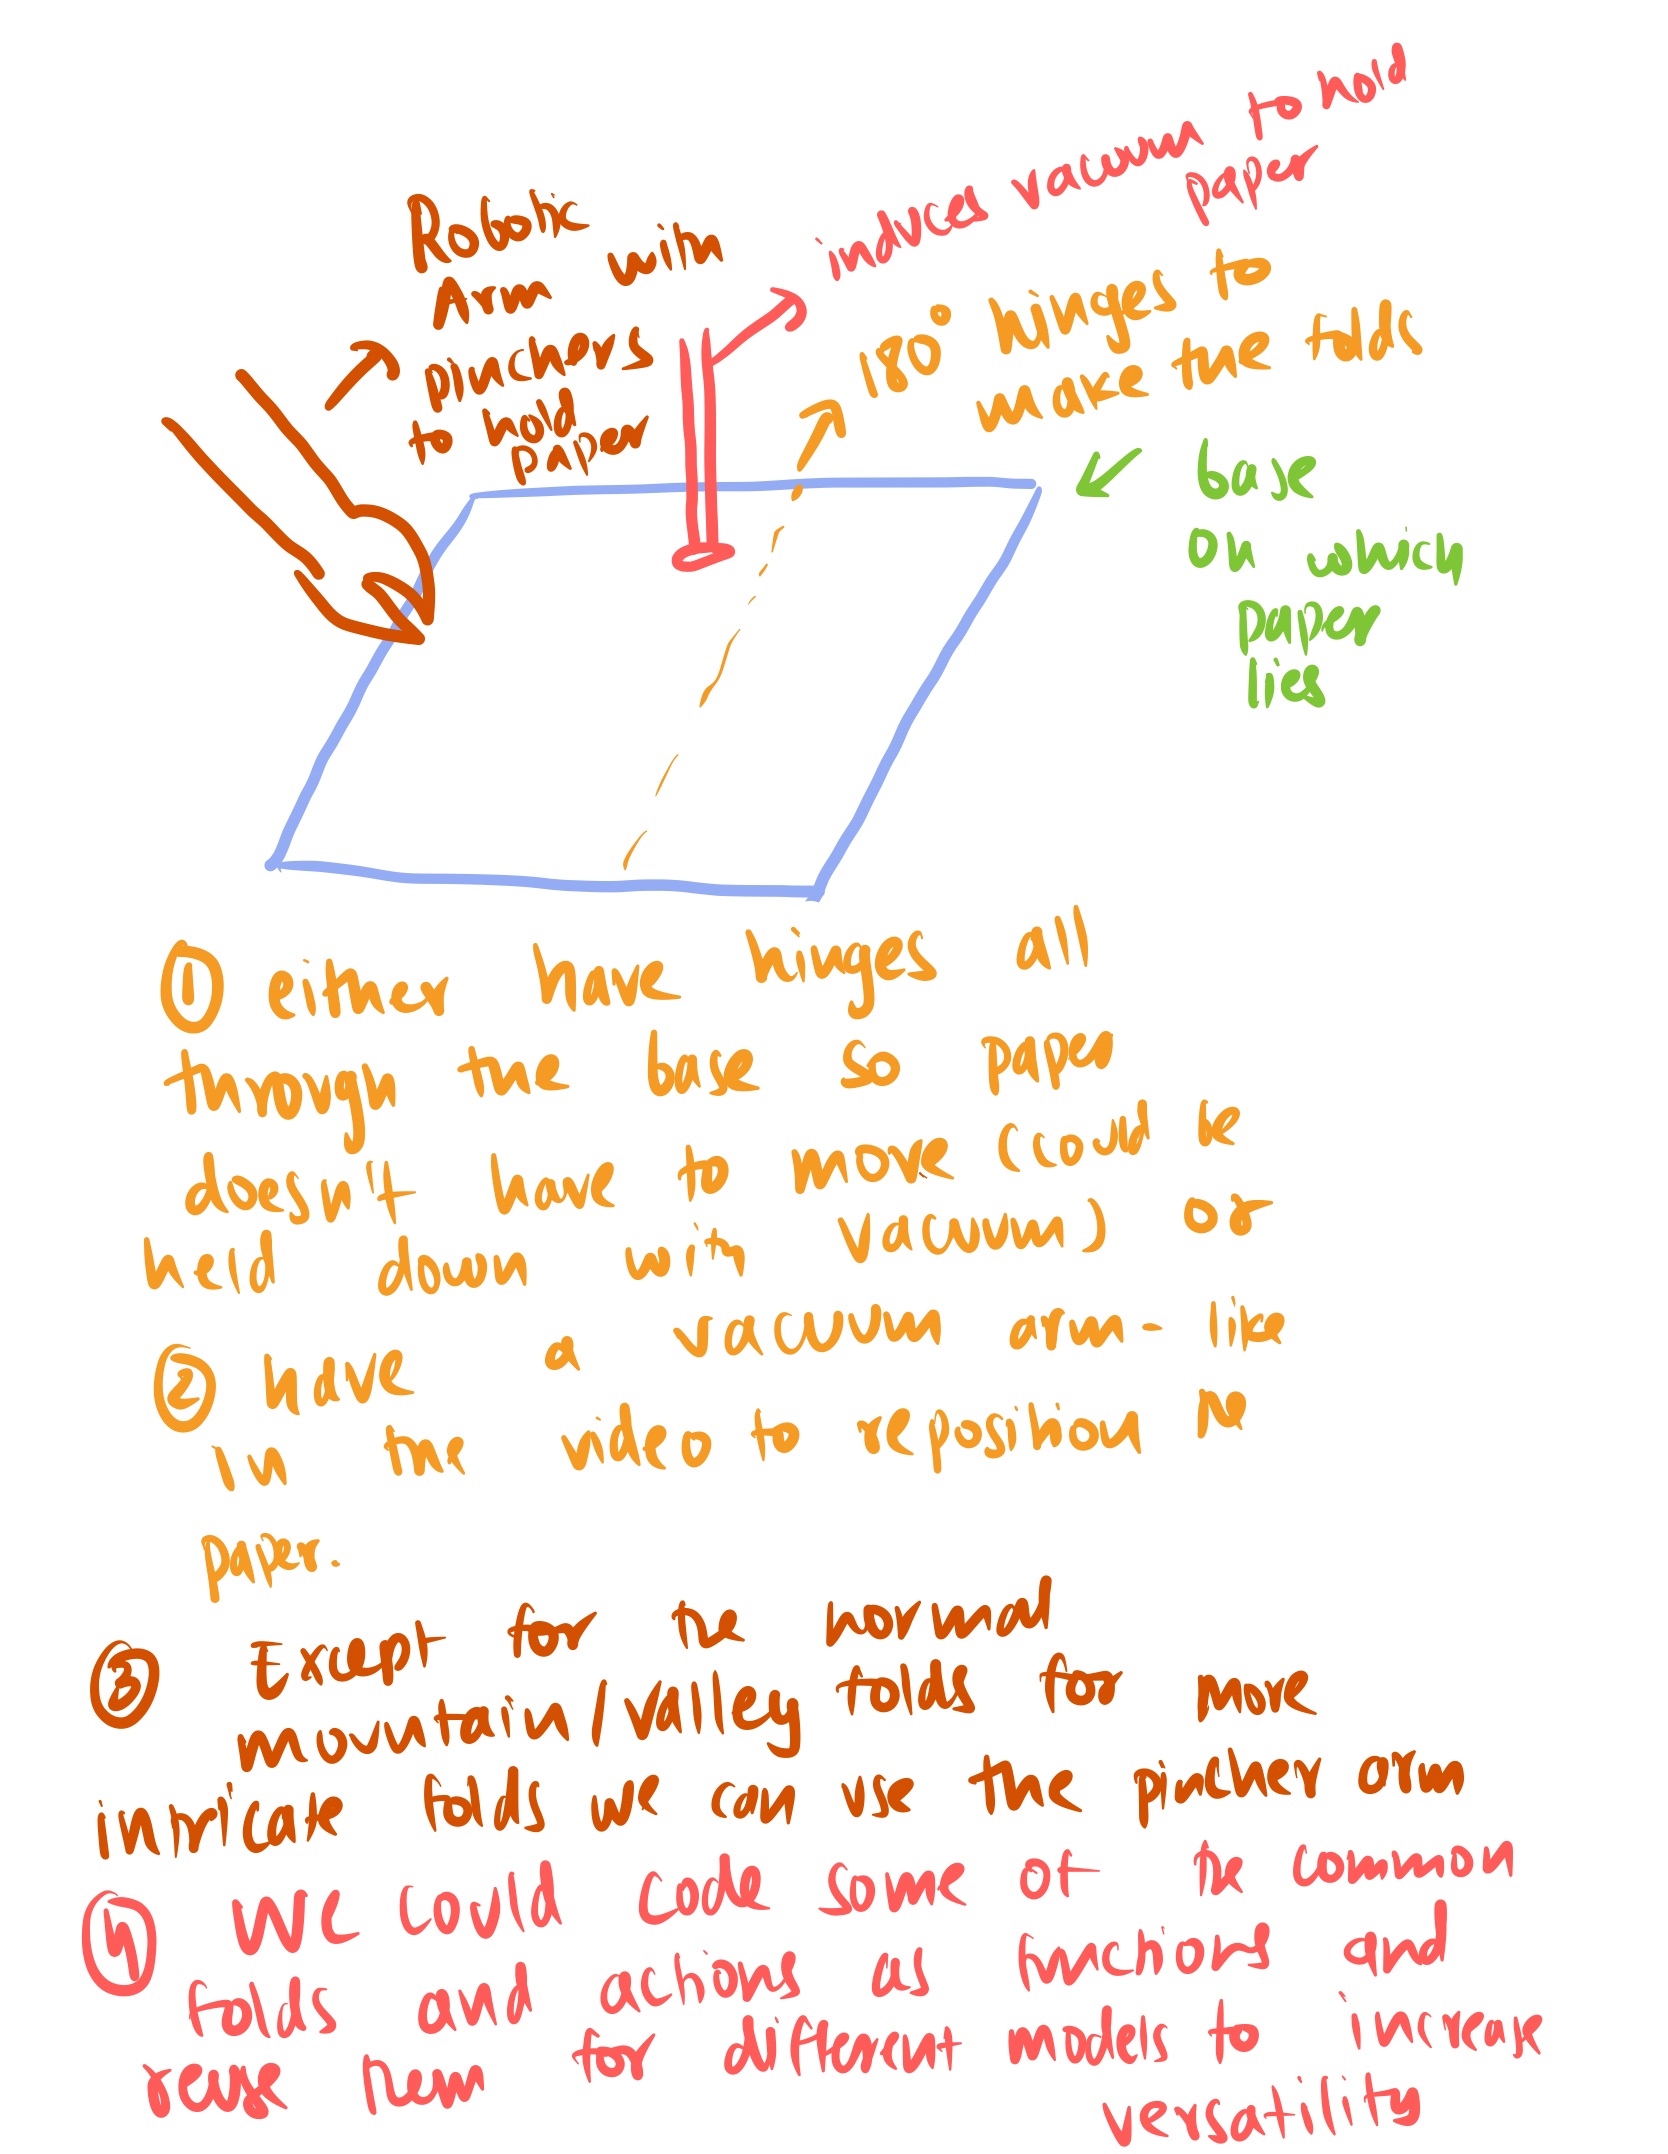 Robotic
Arm with
pinchers
to hold
paper
induces vacuum to hold
paper
180° hinges to
make the folds
base
on which
paper
lies
① either have hinges all
through the base so paper
doesn't have to move (could be
held down with vacuum) or
② have a vacuum arm - like
in the video to reposition the
paper.
③ Except for the normal
mountain/valley folds for more
intricate folds we can use the pincher arm
④ We could code some of the common
folds and actions as functions and
reuse them for different models to increase
versatility